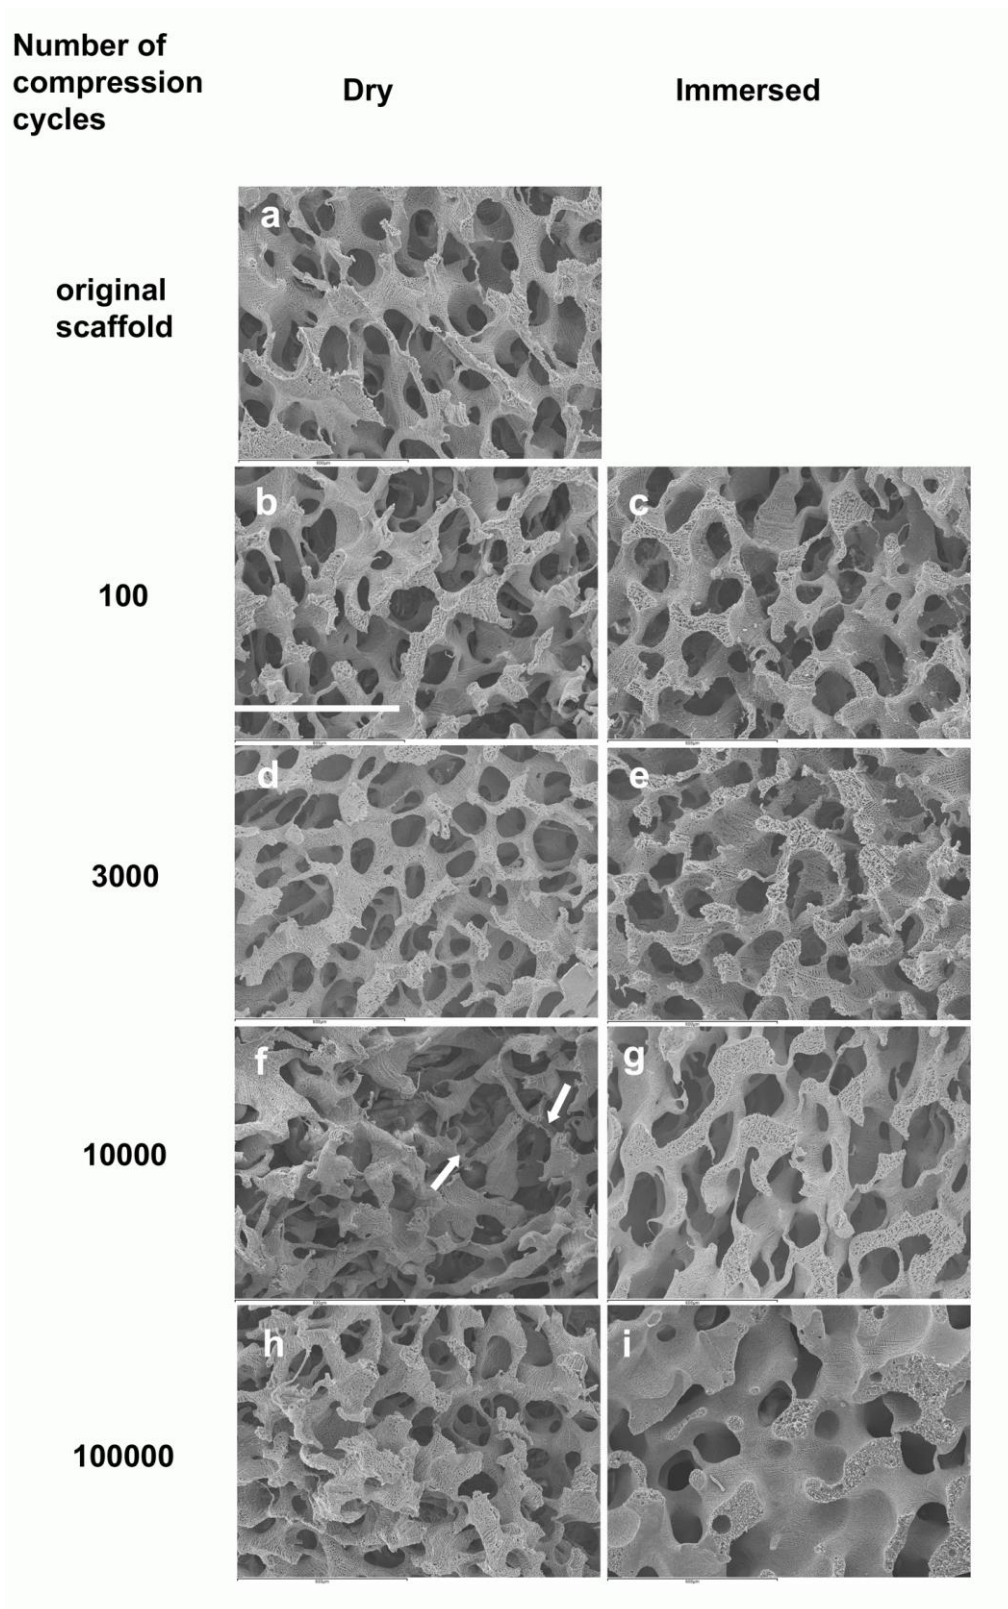 Number of
compression
cycles
Dry
Immersed
original
scaffold
a
100
b
c
3000
d
e
10000
f
g
100000
h
i